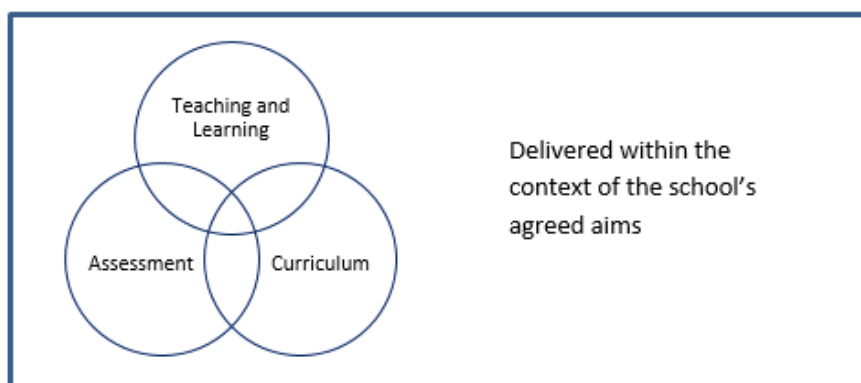 Teaching and
Learning
Assessment
Curriculum
Delivered within the
context of the school’s
agreed aims